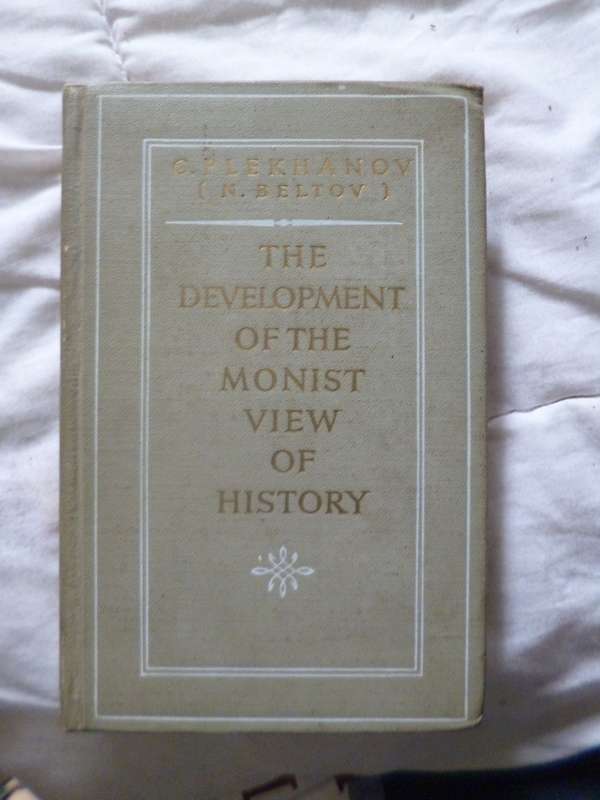 G. PLEKHANOV
( N. BELTOV )
THE
DEVELOPMENT
OF THE
MONIST
VIEW
OF
HISTORY